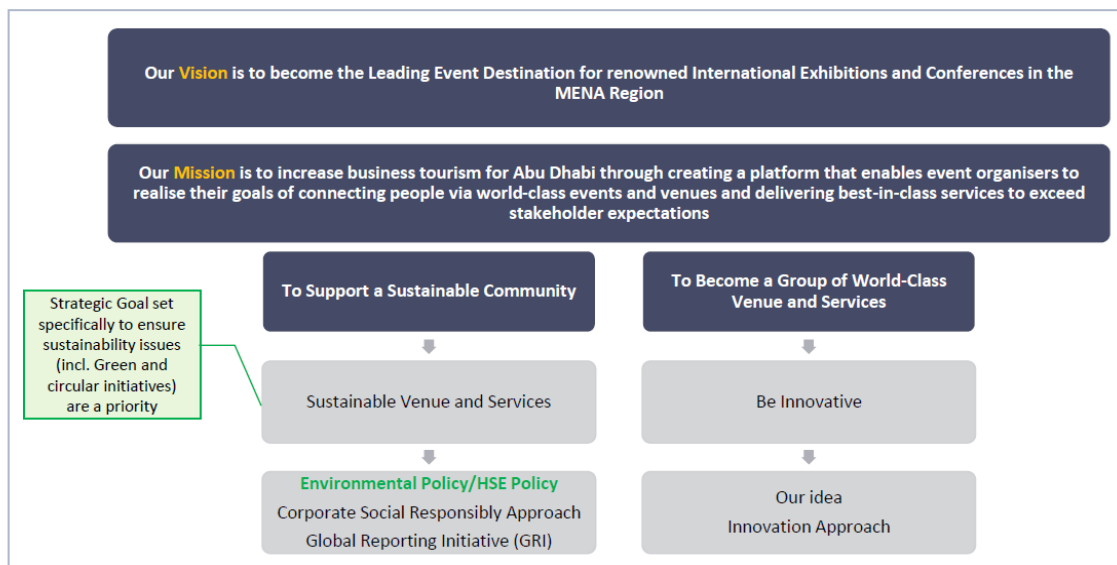 Our Vision is to become the Leading Event Destination for renowned International Exhibitions and Conferences in the
MENA Region
Our Mission is to increase business tourism for Abu Dhabi through creating a platform that enables event organisers to
realise their goals of connecting people via world-class events and venues and delivering best-in-class services to exceed
stakeholder expectations
To Support a Sustainable Community
To Become a Group of World-Class
Venue and Services
Strategic Goal set
specifically to ensure
sustainability issues
(incl. Green and
circular initiatives)
are a priority
Sustainable Venue and Services
Be Innovative
Environmental Policy/HSE Policy
Corporate Social Responsibly Approach
Global Reporting Initiative (GRI)
Our idea
Innovation Approach